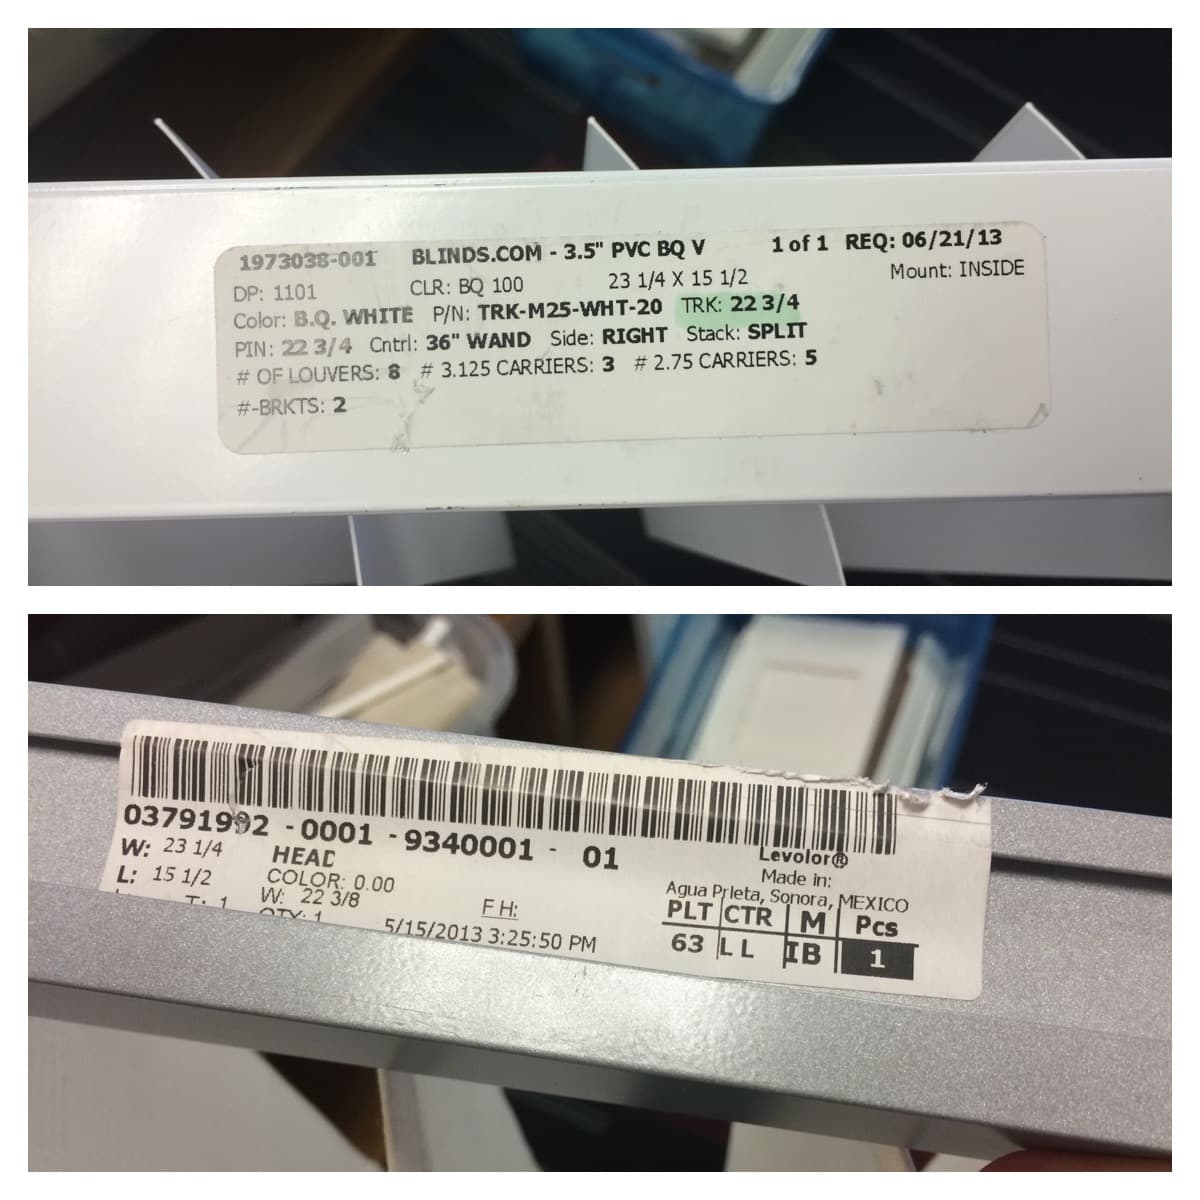 1973038-001 BLINDS.COM - 3.5" PVC BQ V 1 of 1 REQ: 06/21/13
DP: 1101 CLR: BQ 100 23 1/4 X 15 1/2 Mount: INSIDE
Color: B.Q. WHITE P/N: TRK-M25-WHT-20 TRK: 22 3/4
PIN: 22 3/4 Cntrl: 36" WAND Side: RIGHT Stack: SPLIT
# OF LOUVERS: 8 # 3.125 CARRIERS: 3 # 2.75 CARRIERS: 5
#-BRKTS: 2
03791992 -0001 -9340001 - 01
W: 23 1/4 HEAD
L: 15 1/2 COLOR: 0.00
W: 22 3/8
T: 1 QTY: 1
F H:
5/15/2013 3:25:50 PM
Levolor®
Made in:
Agua Prieta, Sonora, MEXICO
PLT CTR M Pcs
63 LL IB 1